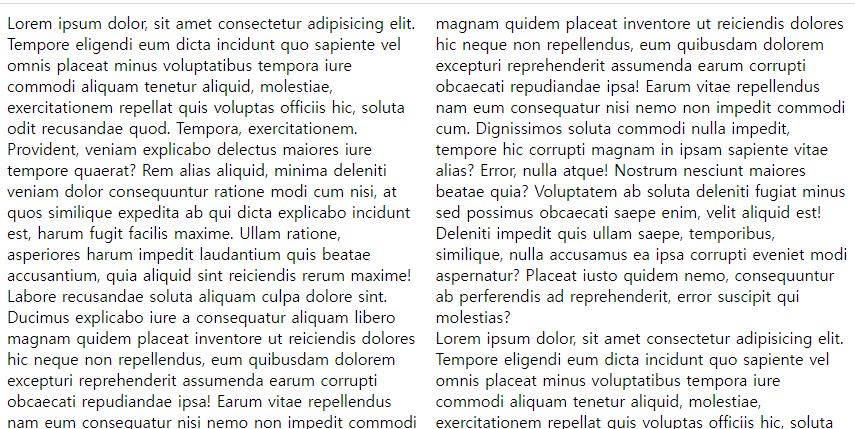 Lorem ipsum dolor, sit amet consectetur adipisicing elit.
Tempore eligendi eum dicta incidunt quo sapiente vel
omnis placeat minus voluptatibus tempora iure
commodi aliquam tenetur aliquid, molestiae,
exercitationem repellat quis voluptas officiis hic, soluta
odit recusandae quod. Tempora, exercitationem.
Provident, veniam explicabo delectus maiores iure
tempore quaerat? Rem alias aliquid, minima deleniti
veniam dolor consequuntur ratione modi cum nisi, at
quos similique expedita ab qui dicta explicabo incidunt
est, harum fugit facilis maxime. Ullam ratione,
asperiores harum impedit laudantium quis beatae
accusantium, quia aliquid sint reiciendis rerum maxime!
Labore recusandae soluta aliquam culpa dolore sint.
Ducimus explicabo iure a consequatur aliquam libero
magnam quidem placeat inventore ut reiciendis dolores
hic neque non repellendus, eum quibusdam dolorem
excepturi reprehenderit assumenda earum corrupti
obcaecati repudiandae ipsa! Earum vitae repellendus
nam eum consequatur nisi nemo non impedit commodi
magnam quidem placeat inventore ut reiciendis dolores
hic neque non repellendus, eum quibusdam dolorem
excepturi reprehenderit assumenda earum corrupti
obcaecati repudiandae ipsa! Earum vitae repellendus
nam eum consequatur nisi nemo non impedit commodi
cum. Dignissimos soluta commodi nulla impedit,
tempore hic corrupti magnam in ipsam sapiente vitae
alias? Error, nulla atque! Nostrum nesciunt maiores
beatae quia? Voluptatem ab soluta deleniti fugiat minus
sed possimus obcaecati saepe enim, velit aliquid est!
Deleniti impedit quis ullam saepe, temporibus,
similique, nulla accusamus ea ipsa corrupti eveniet modi
aspernatur? Placeat iusto quidem nemo, consequuntur
ab perferendis ad reprehenderit, error suscipit qui
molestias?
Lorem ipsum dolor, sit amet consectetur adipisicing elit.
Tempore eligendi eum dicta incidunt quo sapiente vel
omnis placeat minus voluptatibus tempora iure
commodi aliquam tenetur aliquid, molestiae,
exercitationem repellat quis voluptas officiis hic, soluta